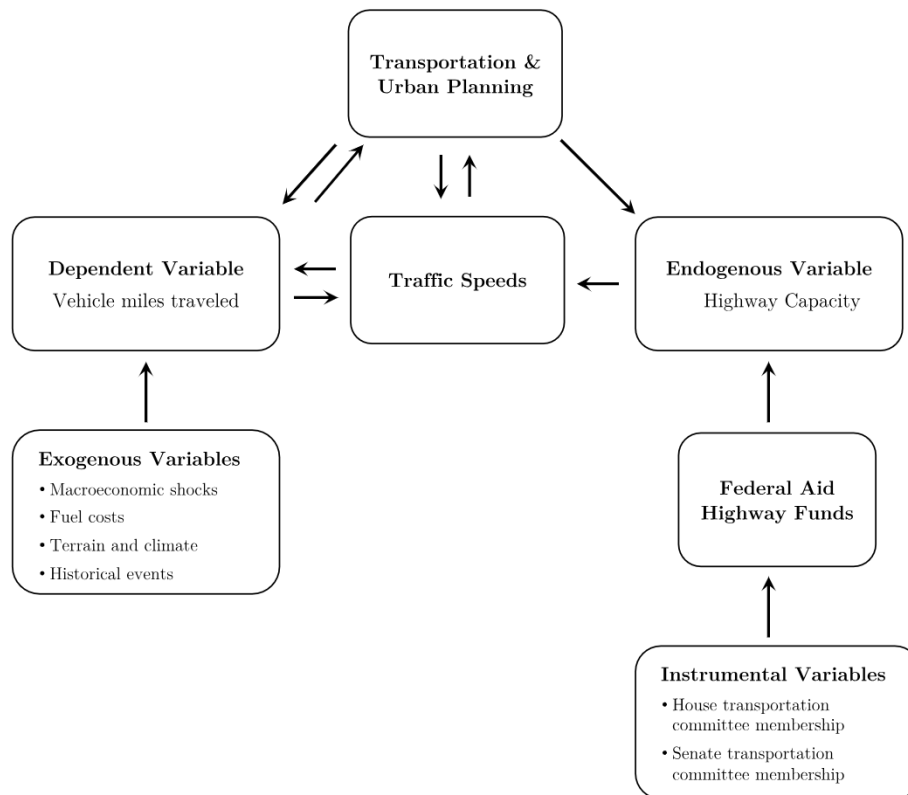 Transportation &
Urban Planning
Dependent Variable
Vehicle miles traveled
Traffic Speeds
Endogenous Variable
Highway Capacity
Exogenous Variables
• Macroeconomic shocks
• Fuel costs
• Terrain and climate
• Historical events
Federal Aid
Highway Funds
Instrumental Variables
• House transportation
committee membership
• Senate transportation
committee membership